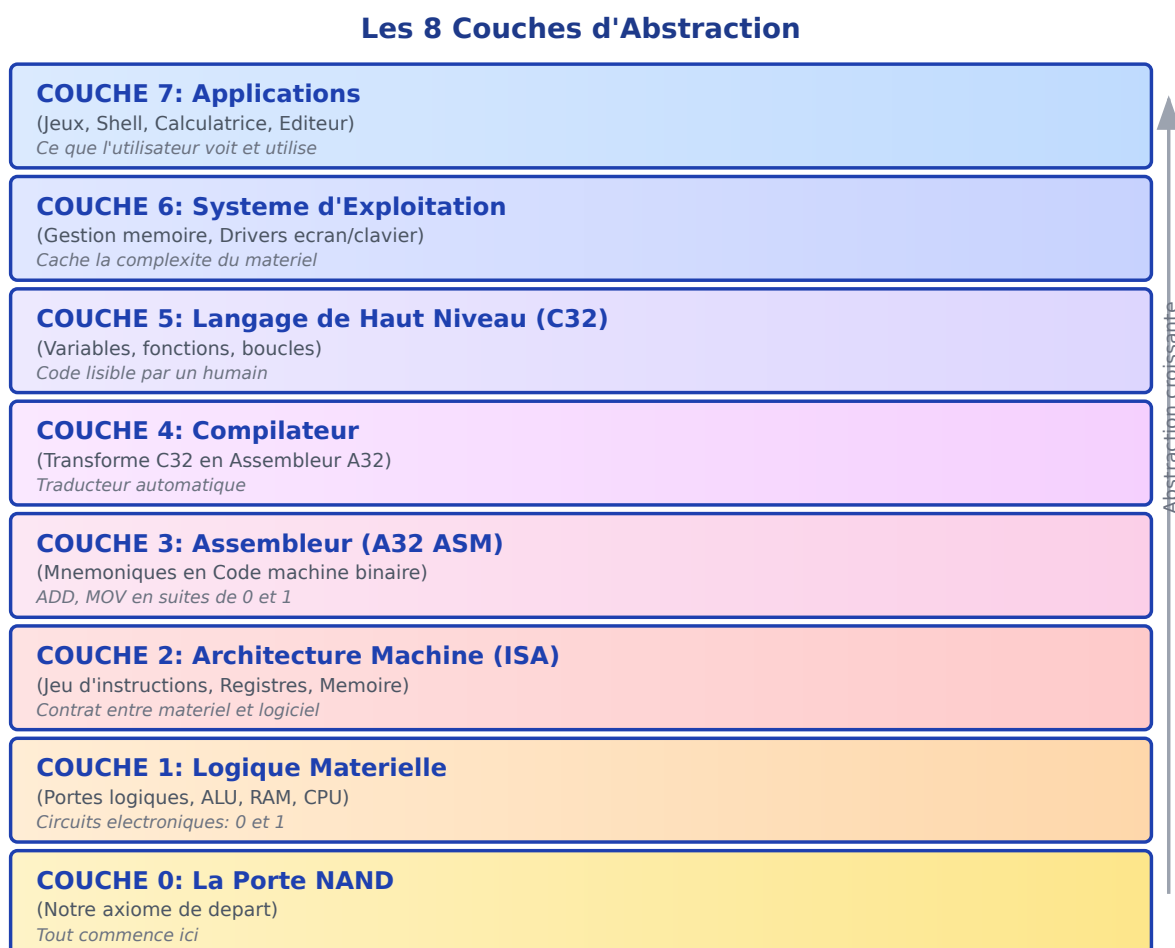 Les 8 Couches d'Abstraction
COUCHE 7: Applications
(Jeux, Shell, Calculatrice, Editeur)
Ce que l'utilisateur voit et utilise
COUCHE 6: Systeme d'Exploitation
(Gestion memoire, Drivers ecran/clavier)
Cache la complexite du materiel
COUCHE 5: Langage de Haut Niveau (C32)
(Variables, fonctions, boucles)
Code lisible par un humain
COUCHE 4: Compilateur
(Transforme C32 en Assembleur A32)
Traducteur automatique
COUCHE 3: Assembleur (A32 ASM)
(Mnemoniques en Code machine binaire)
ADD, MOV en suites de 0 et 1
COUCHE 2: Architecture Machine (ISA)
(Jeu d'instructions, Registres, Memoire)
Contrat entre materiel et logiciel
COUCHE 1: Logique Materielle
(Portes logiques, ALU, RAM, CPU)
Circuits electroniques: 0 et 1
COUCHE 0: La Porte NAND
(Notre axiome de depart)
Tout commence ici
Abstraction croissante